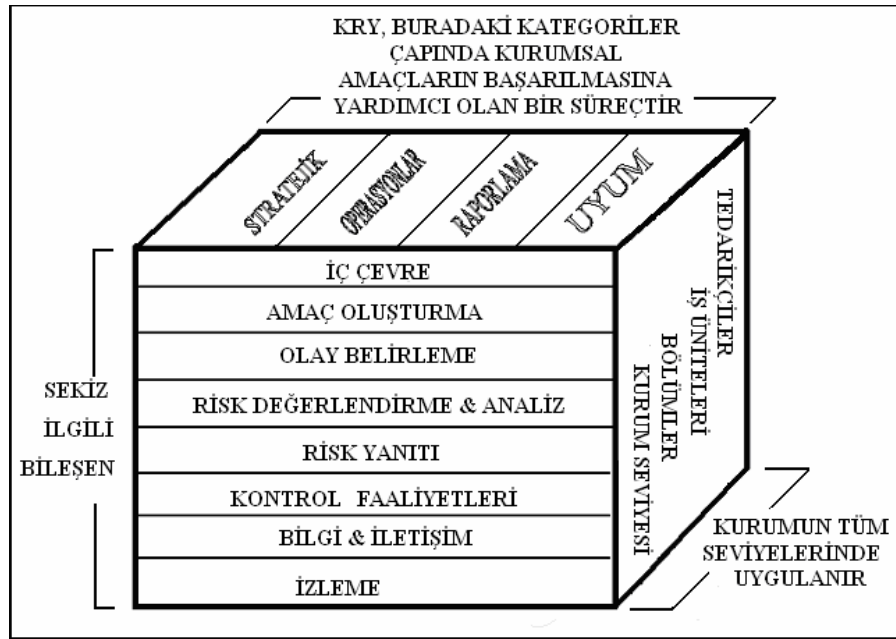 KRY, BURADAKİ KATEGORİLER
ÇAPINDA KURUMSAL
AMAÇLARIN BAŞARILMASINA
YARDIMCI OLAN BİR SÜREÇTİR
STRATEJİK
OPERASYONLAR
RAPORLAMA
UYUM
SEKİZ
İLGİLİ
BİLEŞEN
İÇ ÇEVRE
AMAÇ OLUŞTURMA
OLAY BELİRLEME
RİSK DEĞERLENDİRME & ANALİZ
RİSK YANITI
KONTROL FAALİYETLERİ
BİLGİ & İLETİŞİM
İZLEME
KURUM SEVİYESİ
BÖLÜMLER
İŞ ÜNİTELERİ
TEDARİKÇİLER
KURUMUN TÜM
SEVİYELERİNDE
UYGULANIR